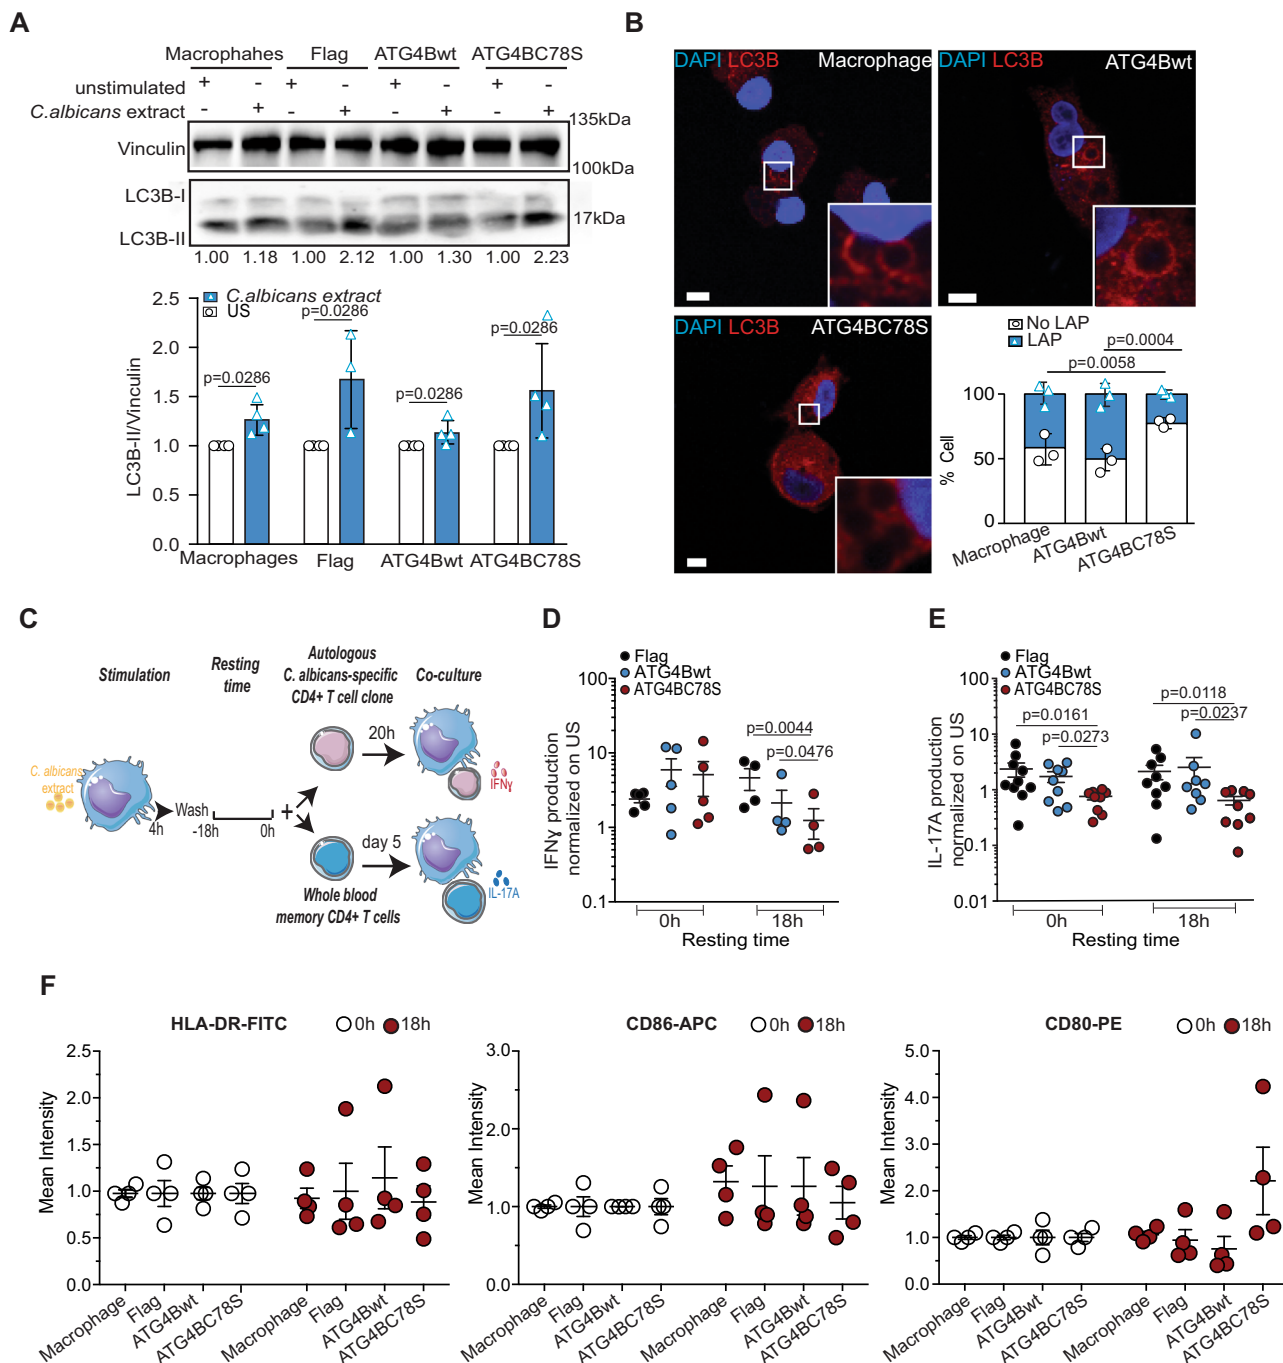 A
Macrophahes Flag ATG4Bwt ATG4BC78S
unstimulated + - + - + - + -
C.albicans extract - + - + - + - +
135kDa
Vinculin
100kDa
LC3B-I
17kDa
LC3B-II
1.00 1.18 1.00 2.12 1.00 1.30 1.00 2.23
C.albicans extract
US
p=0.0286
p=0.0286
p=0.0286
p=0.0286
LC3B-II/Vinculin
2.5
2.0
1.5
1.0
0.5
0
Macrophages Flag ATG4Bwt ATG4BC78S
B
DAPI LC3B Macrophage
DAPI LC3B ATG4Bwt
DAPI LC3B ATG4BC78S
No LAP
LAP
p=0.0004
p=0.0058
% Cell
100
50
0
Macrophage
ATG4Bwt
ATG4BC78S
C
Stimulation
Resting
time
Autologous
C. albicans-specific
CD4+ T cell clone
Co-culture
C. albicans
extract
4h
Wash
-18h
0h
+
20h
IFNγ
day 5
IL-17A
Whole blood
memory CD4+ T cells
D
Flag
ATG4Bwt
ATG4BC78S
p=0.0044
p=0.0476
IFNγ production
normalized on US
100
10
1
0.1
0h 18h
Resting time
E
Flag
ATG4Bwt
ATG4BC78S
p=0.0161
p=0.0273
p=0.0118
p=0.0237
IL-17A production
normalized on US
100
10
1
0.1
0.01
0h 18h
Resting time
F
HLA-DR-FITC 0h 18h
Mean Intensity
2.5
2.0
1.5
1.0
0.5
0.0
Macrophage
Flag
ATG4Bwt
ATG4BC78S
Macrophage
Flag
ATG4Bwt
ATG4BC78S
CD86-APC 0h 18h
Mean Intensity
3.0
2.0
1.0
0.0
Macrophage
Flag
ATG4Bwt
ATG4BC78S
Macrophage
Flag
ATG4Bwt
ATG4BC78S
CD80-PE 0h 18h
Mean Intensity
5.0
4.0
3.0
2.0
1.0
0.0
Macrophage
Flag
ATG4Bwt
ATG4BC78S
Macrophage
Flag
ATG4Bwt
ATG4BC78S